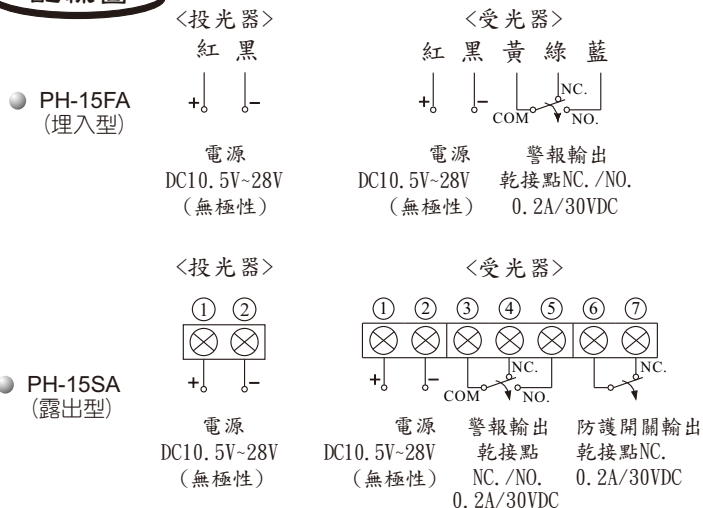 配線圖
<投光器> <受光器>
紅 黑 紅 黑 黃 綠 藍
PH-15FA + − + − COM NC. NO.
(埋入型)
電源 電源 警報輸出
DC10.5V~28V DC10.5V~28V 乾接點NC./NO.
(無極性) (無極性) 0.2A/30VDC
<投光器> <受光器>
① ② ① ② ③ ④ ⑤ ⑥ ⑦
PH-15SA + − + − COM NC. NO. NC.
(露出型)
電源 電源 警報輸出 防護開關輸出
DC10.5V~28V DC10.5V~28V 乾接點 乾接點NC.
(無極性) (無極性) NC./NO. 0.2A/30VDC
0.2A/30VDC